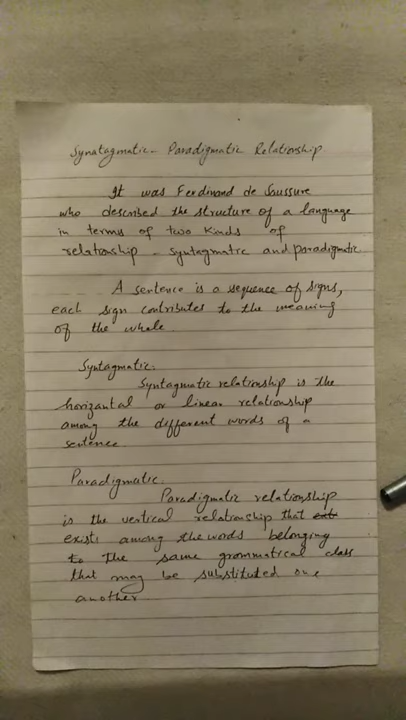 Synatagmatic - Paradigmatic Relationship
It was Ferdinand de Saussure
who described the structure of a language
in terms of two kinds of
relationship - syntagmatic and paradigmatic.
A sentence is a sequence of signs,
each sign contributes to the meaning
of the whole.
Syntagmatic:
Syntagmatic relationship is the
horizantal or linear relationship
among the different words of a
sentence
Paradigmatic.
Paradigmatic relationship
is the vertical relationship that
exists among the words belonging
to the same grammatical class
that may be substituted one
another